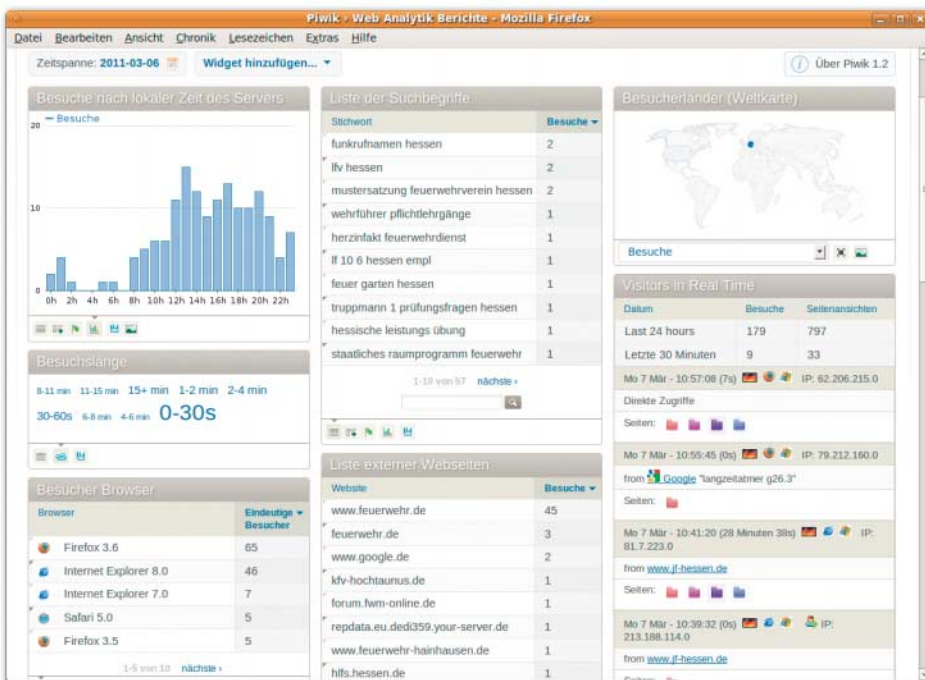 Piwik › Web Analytik Berichte - Mozilla Firefox
Datei Bearbeiten Ansicht Chronik Lesezeichen Extras Hilfe
Zeitspanne: 2011-03-06
Widget hinzufügen...
Über Piwik 1.2
Besuche nach lokaler Zeit des Servers
Besuche
20
10
0
0h 2h 4h 6h 8h 10h 12h 14h 16h 18h 20h 22h
Besuchslänge
8-11 min 11-15 min 15+ min 1-2 min 2-4 min
30-60s 6-8 min 4-6 min 0-30s
Besucher Browser
Browser Eindeutige Besucher
Firefox 3.6 65
Internet Explorer 8.0 46
Internet Explorer 7.0 7
Safari 5.0 5
Firefox 3.5 5
1-5 von 10 nächste ›
Liste der Suchbegriffe
Stichwort Besuche
funkrufnamen hessen 2
lfv hessen 2
mustersatzung feuerwehrverein hessen 2
wehrführer pflichtlehrgänge 1
herzinfakt feuerwehrdienst 1
lf 10 6 hessen empl 1
feuer garten hessen 1
truppmann 1 prüfungsfragen hessen 1
hessische leistungs übung 1
staatliches raumprogramm feuerwehr 1
1-10 von 57 nächste ›
Liste externer Webseiten
Website Besuche
www.feuerwehr.de 45
feuerwehr.de 3
www.google.de 2
kfv-hochtaunus.de 1
forum.fwm-online.de 1
repdata.eu.dedi359.your-server.de 1
www.feuerwehr-hainhausen.de 1
hlfs.hessen.de 1
Besucherländer (Weltkarte)
Besuche
Visitors in Real Time
Datum Besuche Seitenansichten
Last 24 hours 179 797
Letzte 30 Minuten 9 33
Mo 7 Mär - 10:57:08 (7s) IP: 62.206.215.0
Direkte Zugriffe
Seiten:
Mo 7 Mär - 10:55:45 (0s) IP: 79.212.160.0
from Google "langzeitatmer g26.3"
Seiten:
Mo 7 Mär - 10:41:20 (28 Minuten 38s) IP:
81.7.223.0
from www.jf-hessen.de
Seiten:
Mo 7 Mär - 10:39:32 (0s) IP:
213.188.114.0
from www.jf-hessen.de